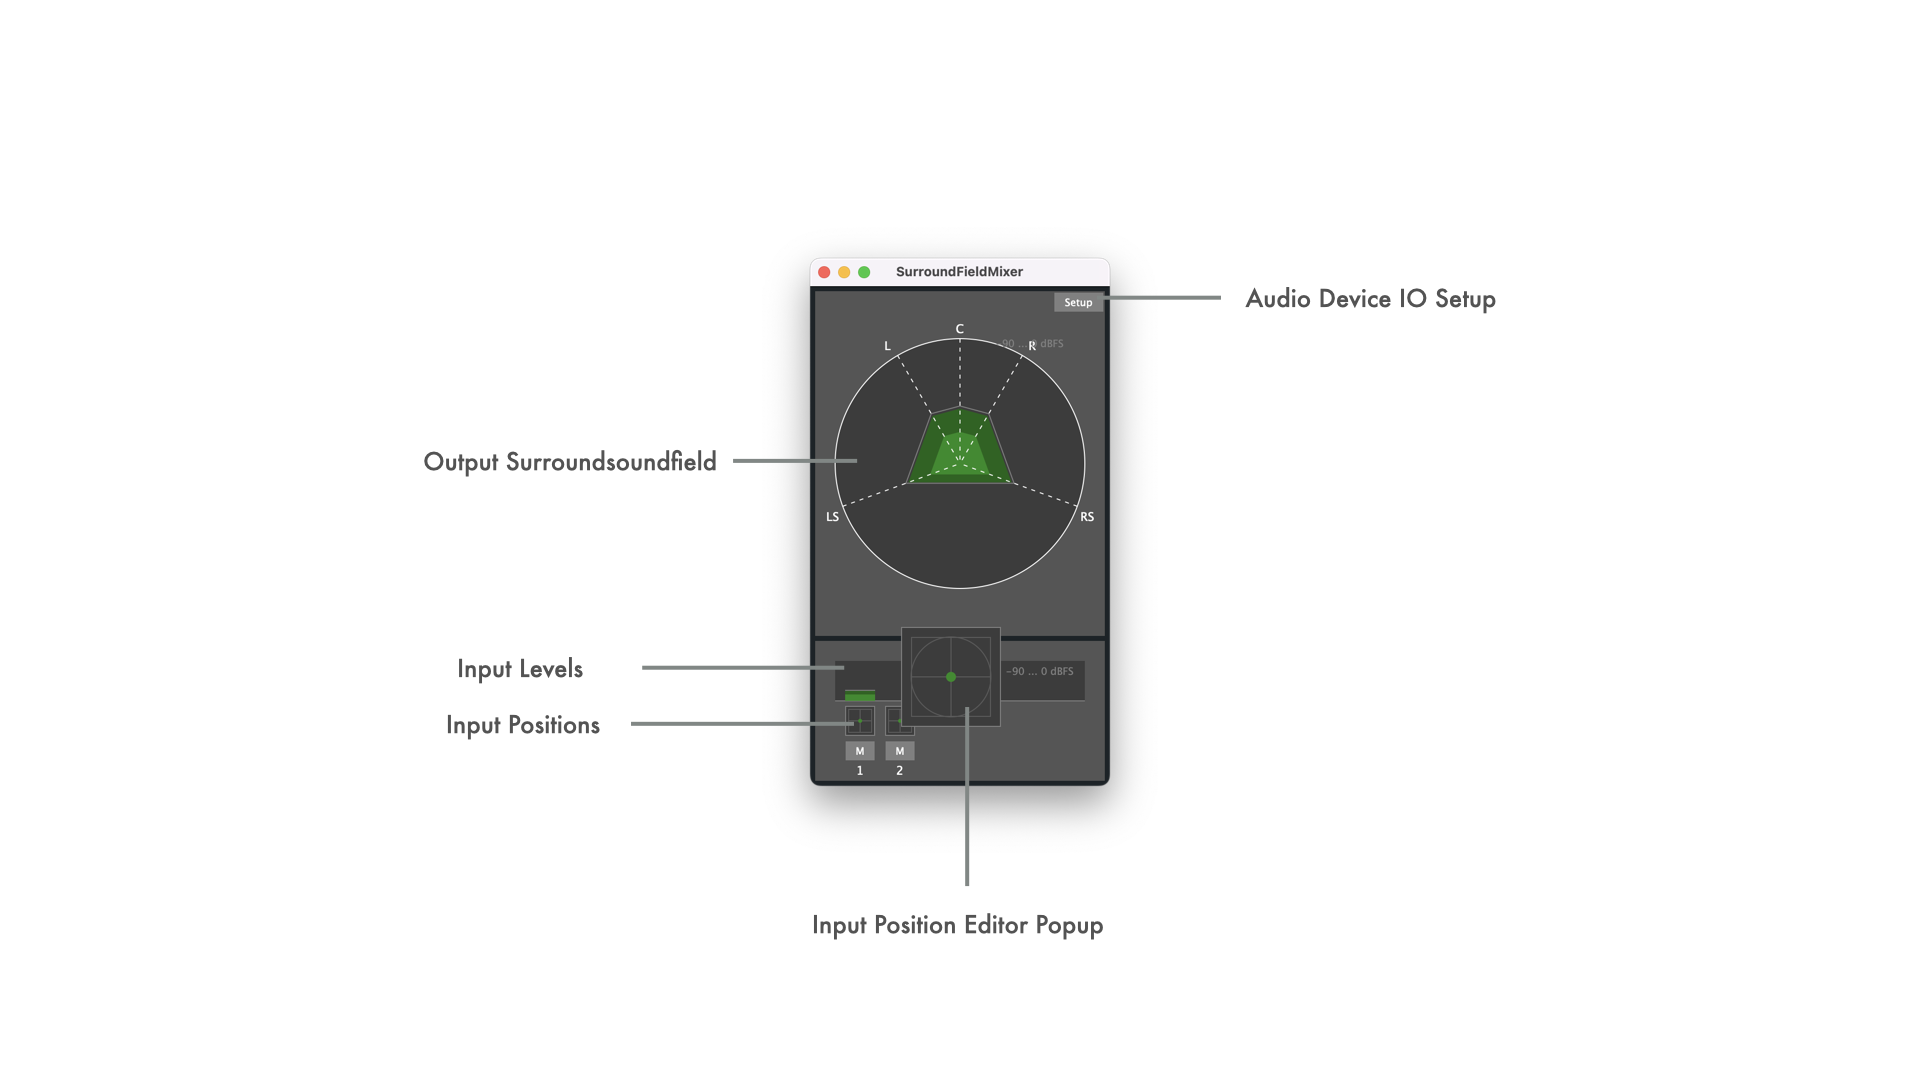 SurroundFieldMixer
Setup
Audio Device IO Setup
C
L
R
-90 ... 0 dBFS
Output Surroundsoundfield
LS
RS
Input Levels
-90 ... 0 dBFS
Input Positions
M
M
1
2
Input Position Editor Popup